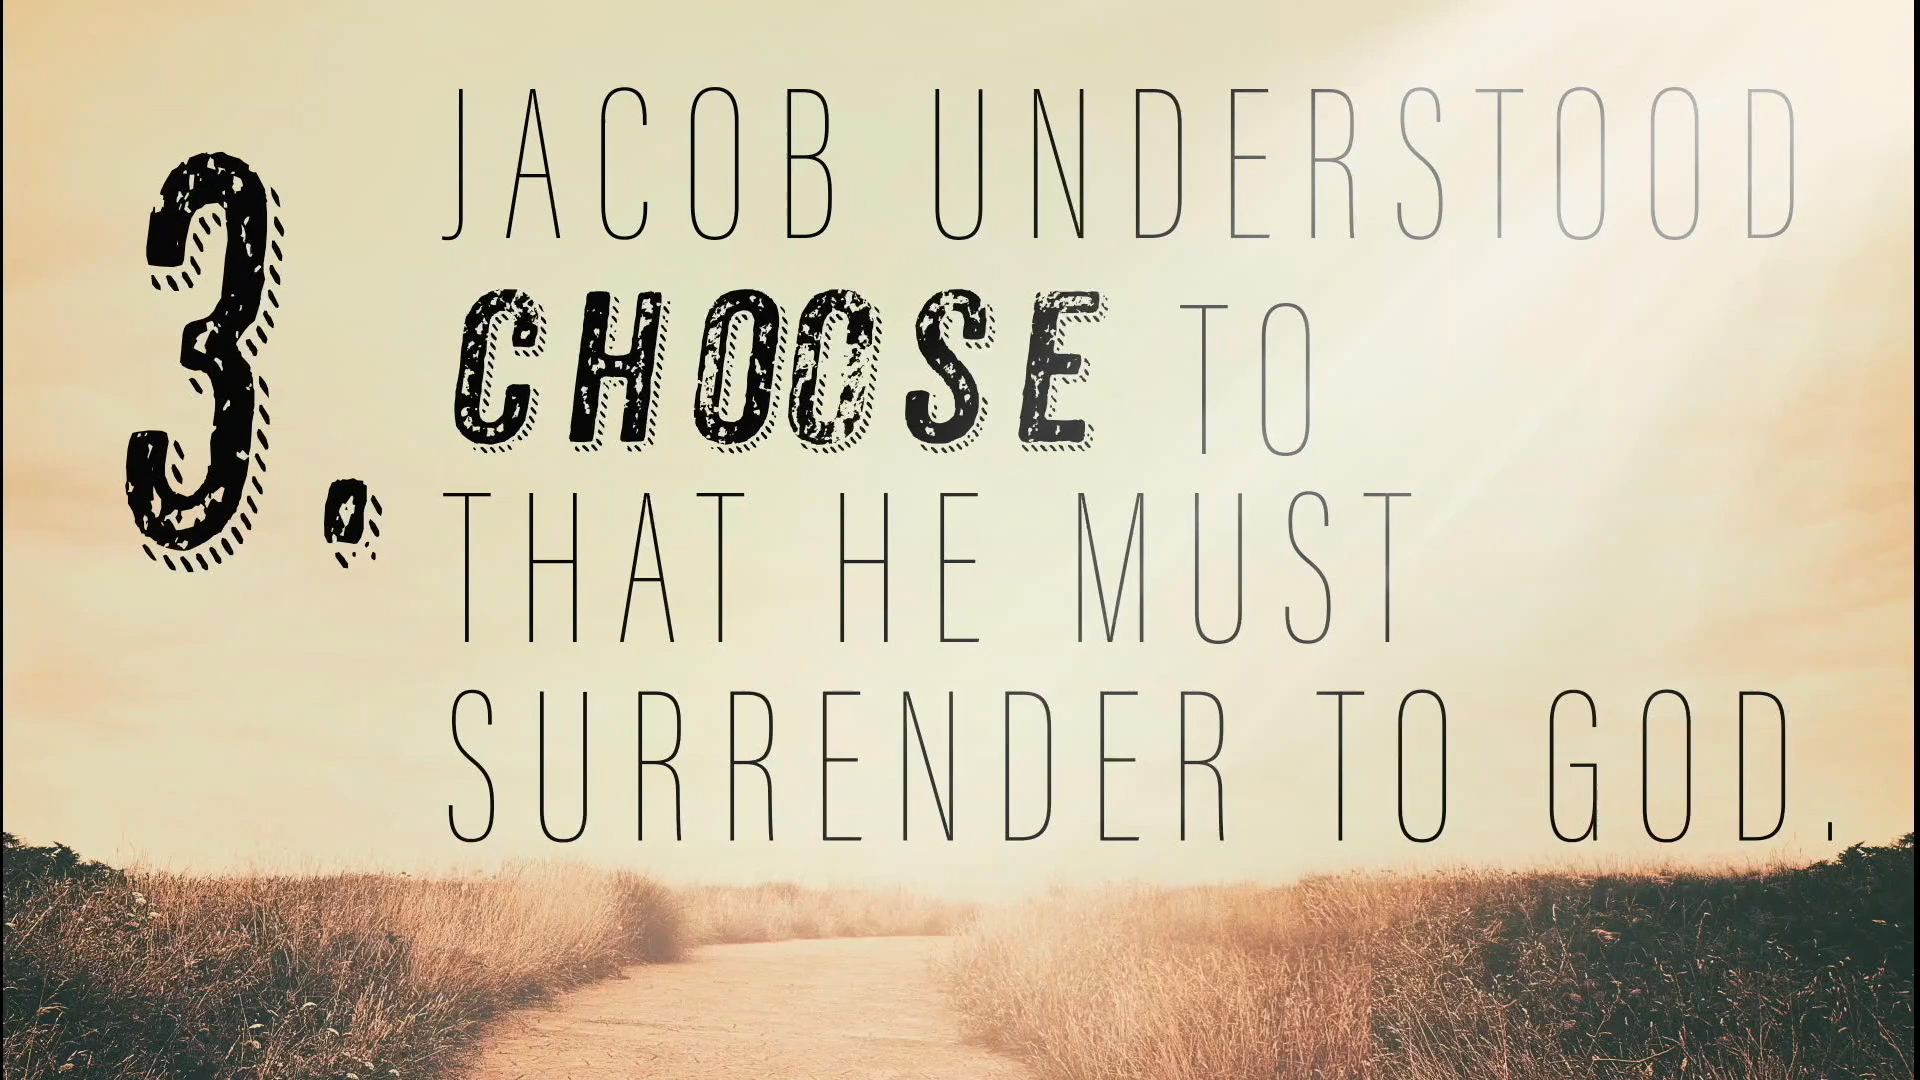 3.
JACOB UNDERSTOOD
CHOOSE TO
THAT HE MUST
SURRENDER TO GOD.